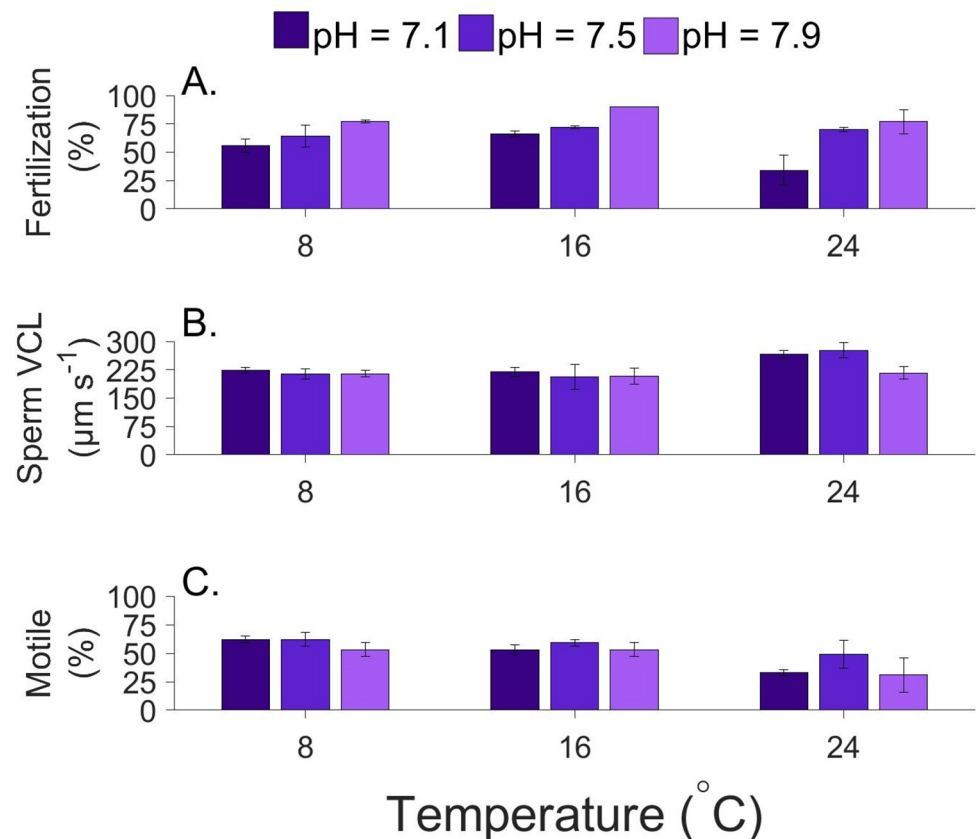 pH = 7.1 pH = 7.5 pH = 7.9
A.
Fertilization
(%)
100
75
50
25
0
8 16 24
B.
Sperm VCL
(µm s⁻¹)
300
225
150
75
0
8 16 24
C.
Motile
(%)
100
75
50
25
0
8 16 24
Temperature (°C)